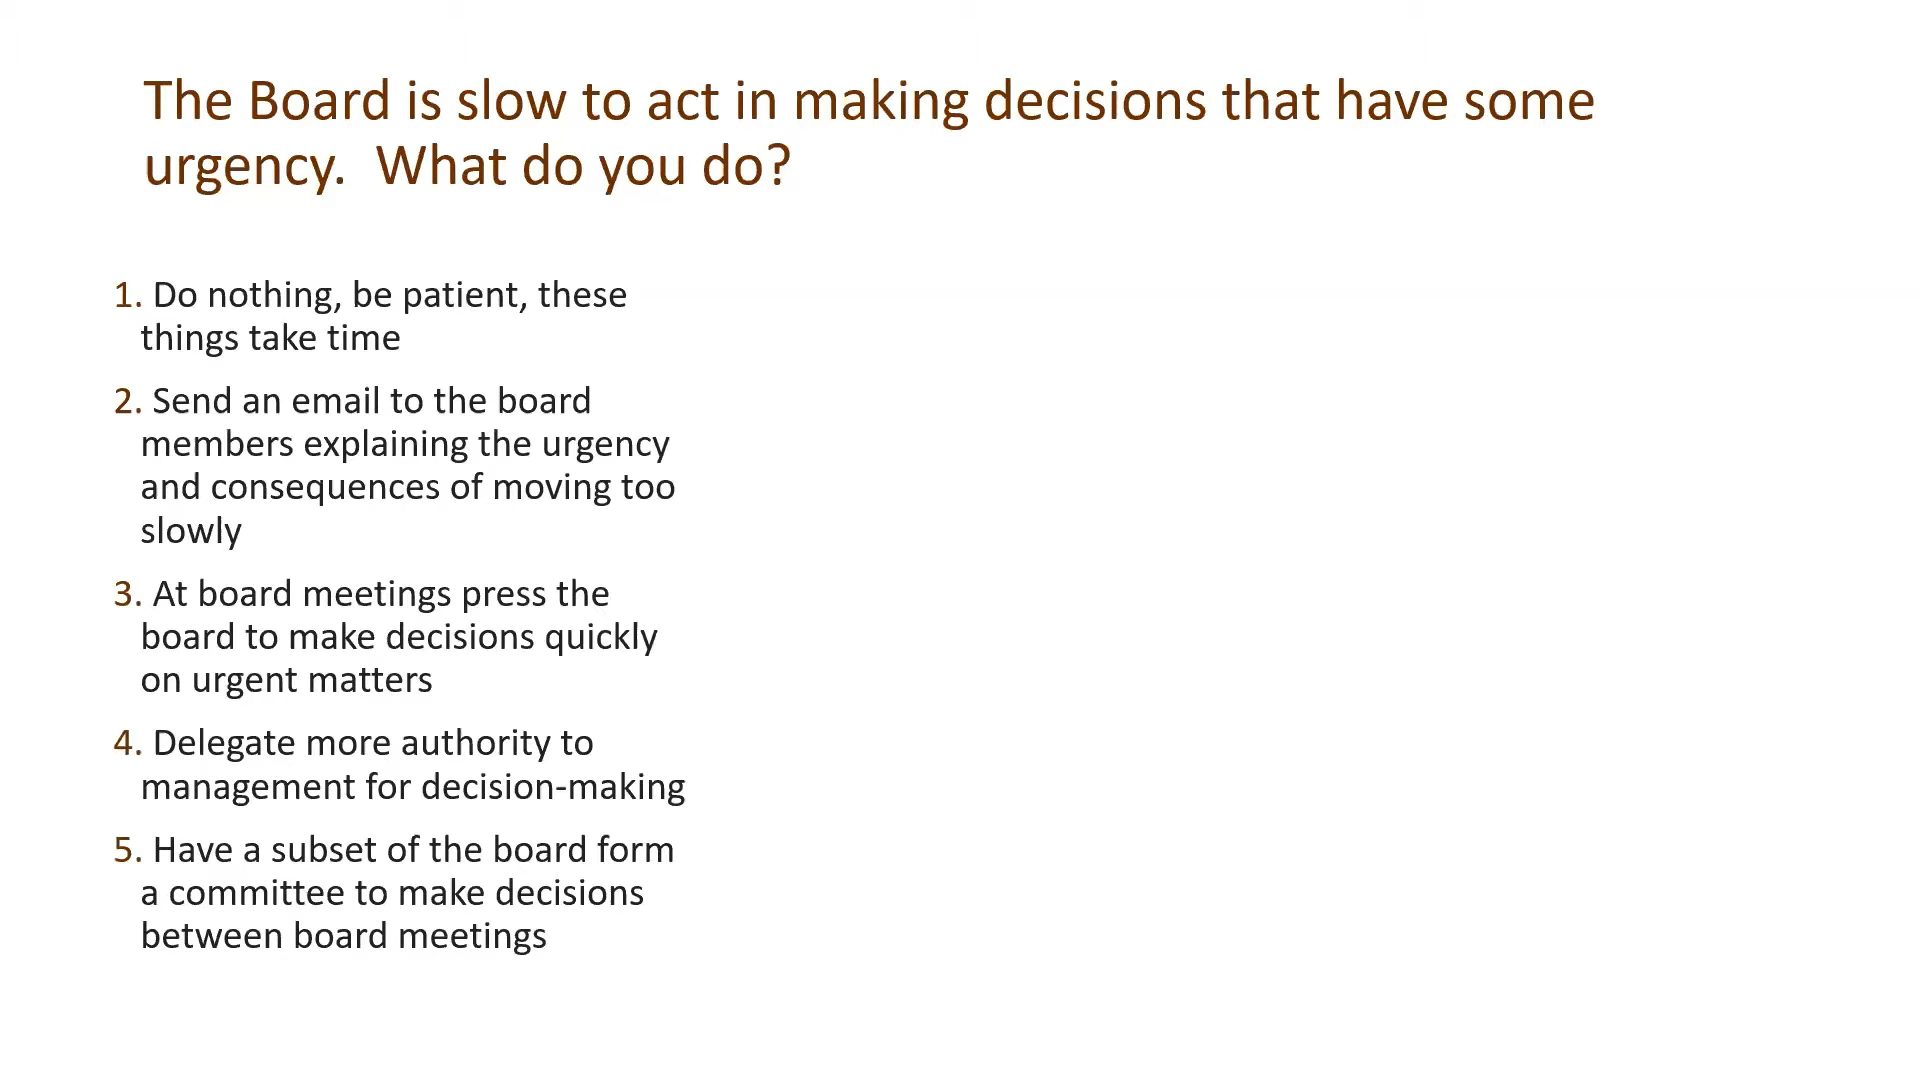 The Board is slow to act in making decisions that have some
urgency.  What do you do?
1. Do nothing, be patient, these
things take time
2. Send an email to the board
members explaining the urgency
and consequences of moving too
slowly
3. At board meetings press the
board to make decisions quickly
on urgent matters
4. Delegate more authority to
management for decision-making
5. Have a subset of the board form
a committee to make decisions
between board meetings